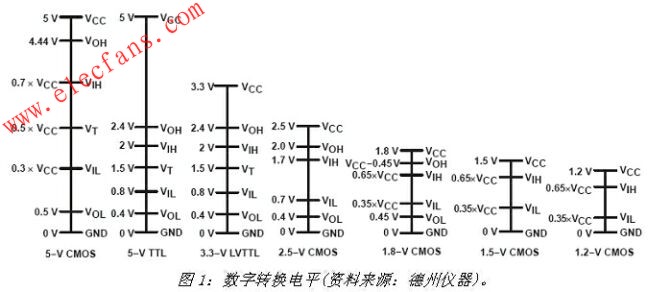 www.elecfans.com
5 V VCC
4.44 V VOH
0.7 × VCC VIH
0.5 × VCC VT
0.3 × VCC VIL
0.5 V VOL
0 V GND
5-V CMOS
5 V VCC
2.4 V VOH
2 V VIH
1.5 V VT
0.8 V VIL
0.4 V VOL
0 V GND
5-V TTL
3.3 V VCC
2.4 V VOH
2 V VIH
1.5 V VT
0.8 V VIL
0.4 V VOL
0 V GND
3.3-V LVTTL
2.5 V VCC
2.0 V VOH
1.7 V VIH
0.7 V VIL
0.4 V VOL
0 V GND
2.5-V CMOS
1.8 V VCC
VCC-0.45 V VOH
0.65×VCC VIH
0.35×VCC VIL
0.45 V VOL
0 V GND
1.8-V CMOS
1.5 V VCC
0.65×VCC VIH
0.35×VCC VIL
0 V GND
1.5-V CMOS
1.2 V VCC
0.65×VCC VIH
0.35×VCC VIL
0 V GND
1.2-V CMOS
图1：数字转换电平(资料来源：德州仪器)。